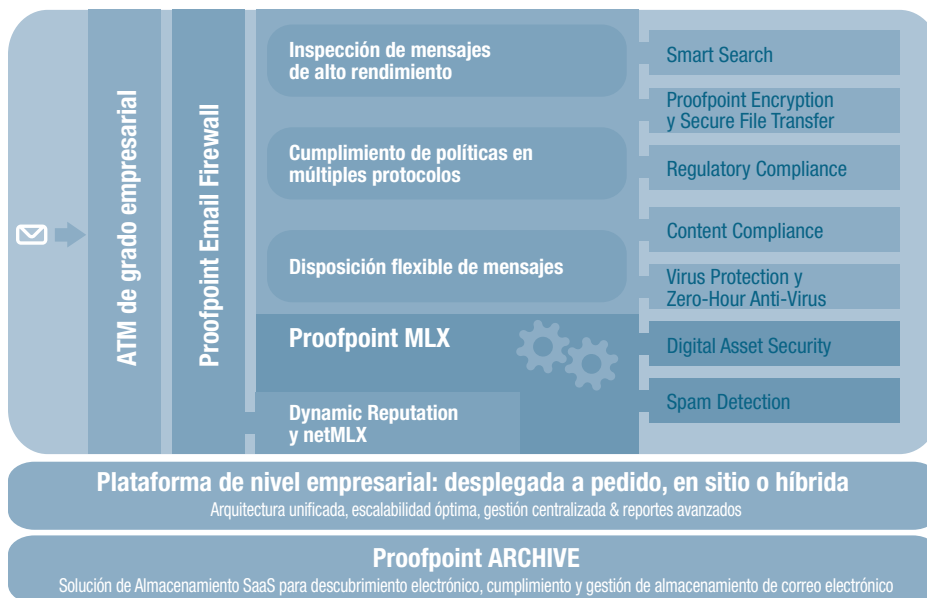 ATM de grado empresarial
Proofpoint Email Firewall
Inspección de mensajes
de alto rendimiento
Cumplimiento de políticas en
múltiples protocolos
Disposición flexible de mensajes
Proofpoint MLX
Dynamic Reputation
y netMLX
Smart Search
Proofpoint Encryption
y Secure File Transfer
Regulatory Compliance
Content Compliance
Virus Protection y
Zero-Hour Anti-Virus
Digital Asset Security
Spam Detection
Plataforma de nivel empresarial: desplegada a pedido, en sitio o híbrida
Arquitectura unificada, escalabilidad óptima, gestión centralizada & reportes avanzados
Proofpoint ARCHIVE
Solución de Almacenamiento SaaS para descubrimiento electrónico, cumplimiento y gestión de almacenamiento de correo electrónico